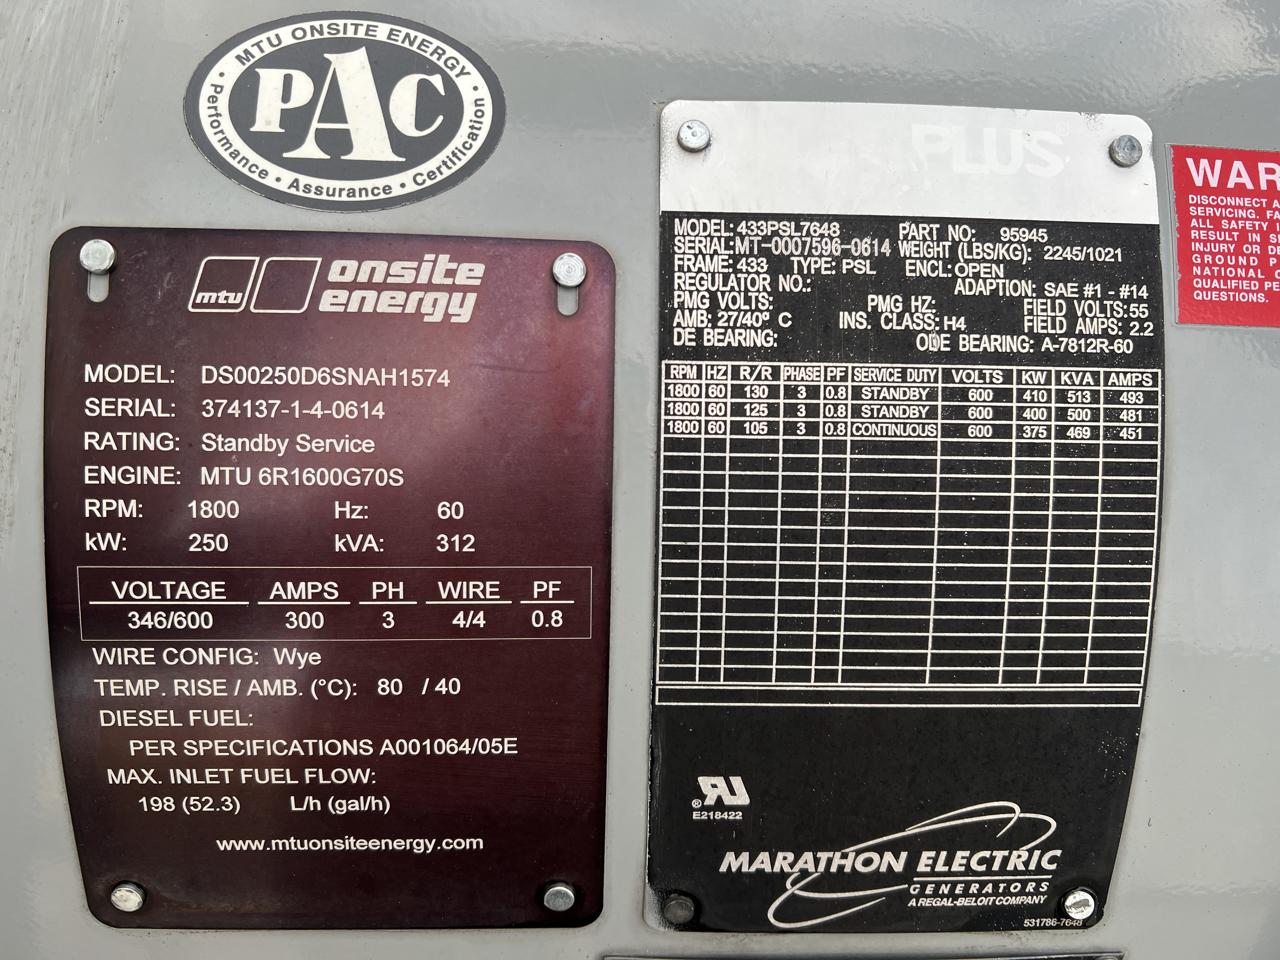 MTU ONSITE ENERGY
PAC
Performance • Assurance • Certification
mtu onsite energy
MODEL: DS00250D6SNAH1574
SERIAL: 374137-1-4-0614
RATING: Standby Service
ENGINE: MTU 6R1600G70S
RPM: 1800 Hz: 60
kW: 250 kVA: 312
VOLTAGE AMPS PH WIRE PF
346/600 300 3 4/4 0.8
WIRE CONFIG: Wye
TEMP. RISE / AMB. (°C): 80 / 40
DIESEL FUEL:
PER SPECIFICATIONS A001064/05E
MAX. INLET FUEL FLOW:
198 (52.3) L/h (gal/h)
www.mtuonsiteenergy.com
PLUS
MODEL: 433PSL7648 PART NO: 95945
SERIAL: MT-0007596-0614 WEIGHT (LBS/KG): 2245/1021
FRAME: 433 TYPE: PSL ENCL: OPEN
REGULATOR NO.: ADAPTION: SAE #1 - #14
PMG VOLTS: PMG HZ: FIELD VOLTS: 55
AMB: 27/40° C INS. CLASS: H4 FIELD AMPS: 2.2
DE BEARING: ODE BEARING: A-7812R-60
RPM HZ R/R PHASE PF SERVICE DUTY VOLTS KW KVA AMPS
1800 60 130 3 0.8 STANDBY 600 410 513 493
1800 60 125 3 0.8 STANDBY 600 400 500 481
1800 60 105 3 0.8 CONTINUOUS 600 375 469 451
®
E218422
MARATHON ELECTRIC
GENERATORS
A REGAL-BELOIT COMPANY
531786-7648
WAR
DISCONNECT A
SERVICING. FA
ALL SAFETY I
RESULT IN SE
INJURY OR DE
GROUND P
NATIONAL C
QUALIFIED PE
QUESTIONS.